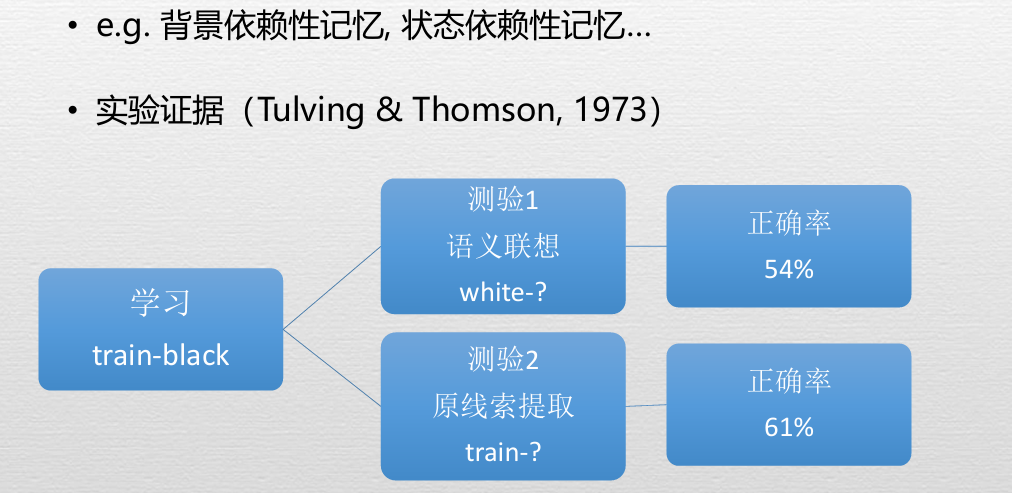 • e.g. 背景依赖性记忆, 状态依赖性记忆…
• 实验证据（Tulving & Thomson, 1973）
学习
train-black
测验1
语义联想
white-?
正确率
54%
测验2
原线索提取
train-?
正确率
61%